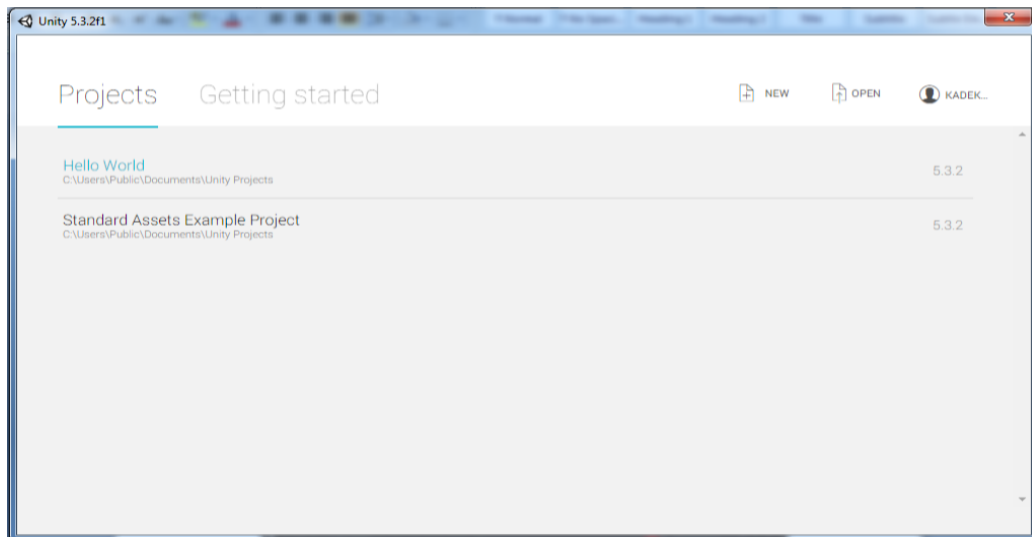 Unity 5.3.2f1
Projects Getting started NEW OPEN KADEK...
Hello World
C:\Users\Public\Documents\Unity Projects
5.3.2
Standard Assets Example Project
C:\Users\Public\Documents\Unity Projects
5.3.2